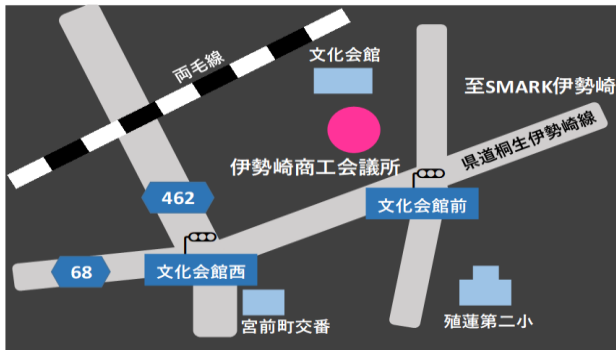 両毛線
文化会館
至SMARK伊勢崎
伊勢崎商工会議所
県道桐生伊勢崎線
462
文化会館前
68
文化会館西
宮前町交番
殖蓮第二小